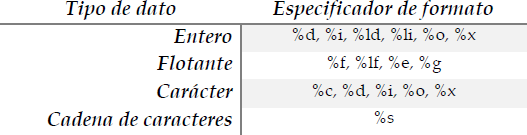 Tipo de dato Especificador de formato
Entero %d, %i, %ld, %li, %o, %x
Flotante %f, %lf, %e, %g
Carácter %c, %d, %i, %o, %x
Cadena de caracteres %s